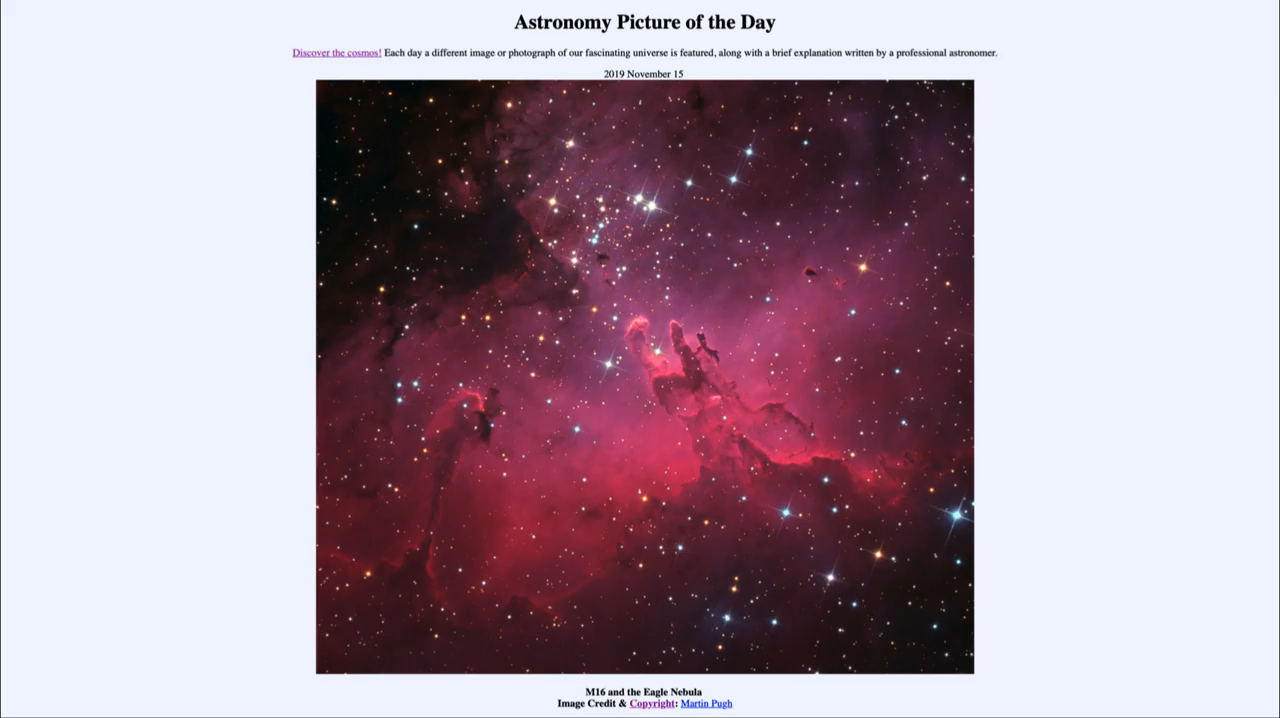 Astronomy Picture of the Day
Discover the cosmos! Each day a different image or photograph of our fascinating universe is featured, along with a brief explanation written by a professional astronomer.
2019 November 15
M16 and the Eagle Nebula
Image Credit & Copyright: Martin Pugh